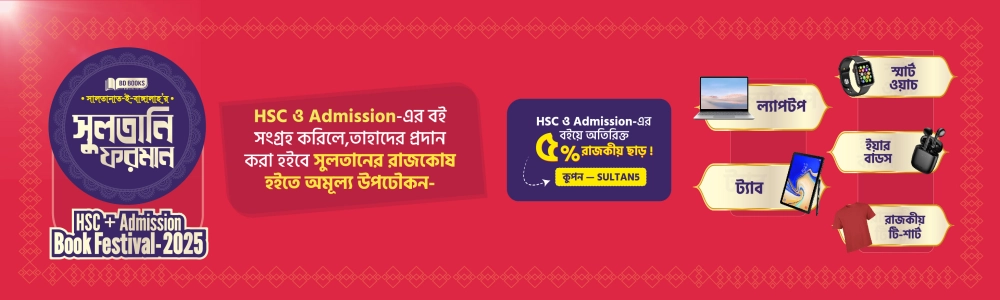 BD BOOKS
সালতানাত-ই-বাঙ্গালাহ'র
সুলতানি
ফরমান
HSC + Admission
Book Festival-2025
HSC ও Admission-এর বই
সংগ্রহ করিলে,তাহাদের প্রদান
করা হইবে সুলতানের রাজকোষ
হইতে অমূল্য উপঢৌকন-
HSC ও Admission-এর
বইয়ে অতিরিক্ত
৫% রাজকীয় ছাড় !
কুপন — SULTAN5
ল্যাপটপ
স্মার্ট
ওয়াচ
ইয়ার
বাডস
ট্যাব
রাজকীয়
টি-শার্ট